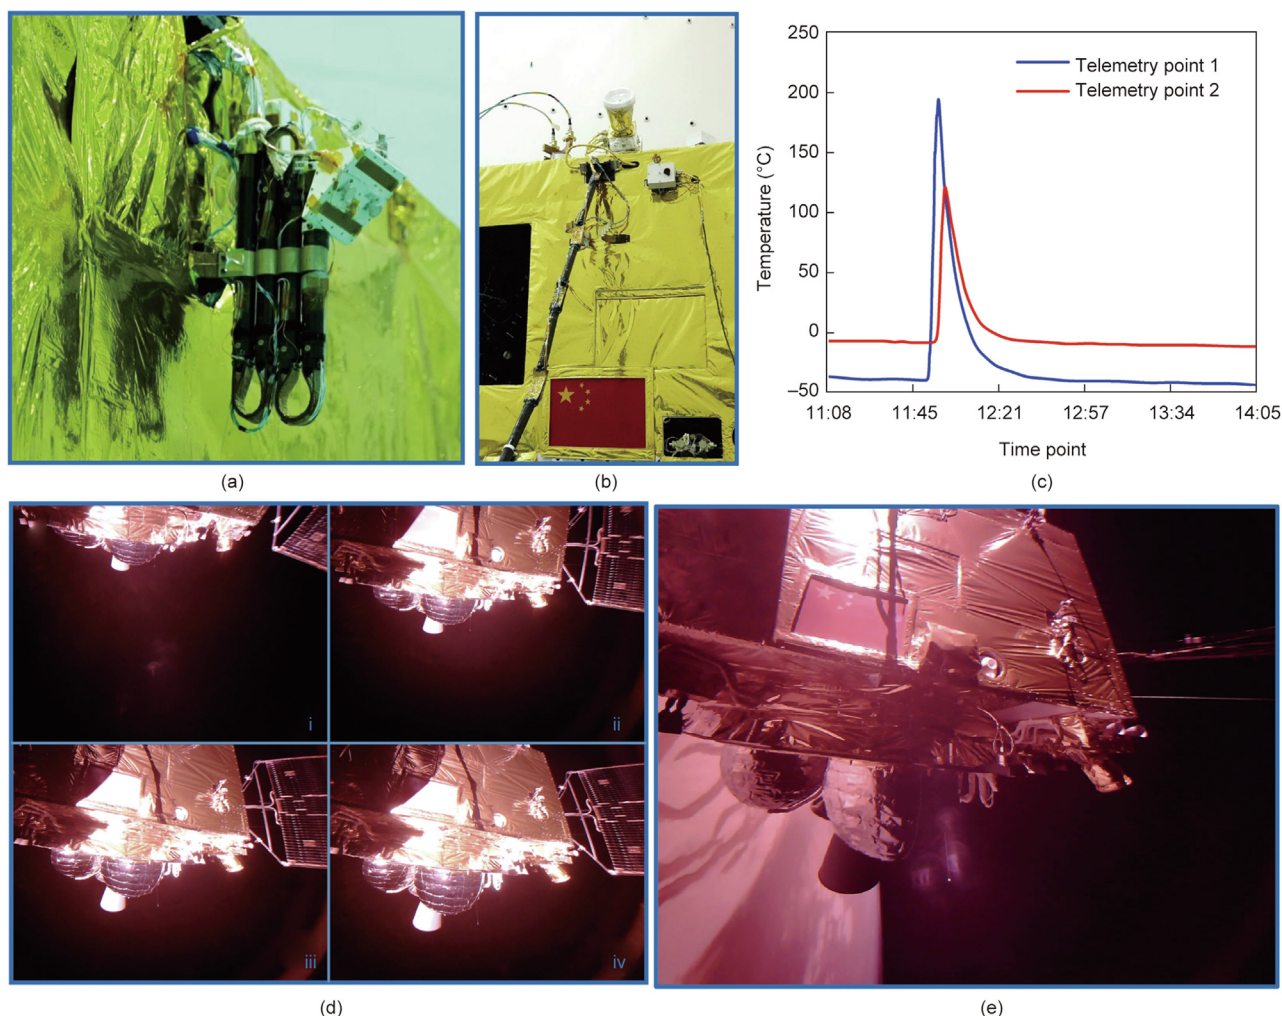 250
200
150
100
50
0
–50
Temperature (°C)
Telemetry point 1
Telemetry point 2
11:08
11:45
12:21
12:57
13:34
14:05
Time point
(a)
(b)
(c)
i
ii
iii
iv
(d)
(e)